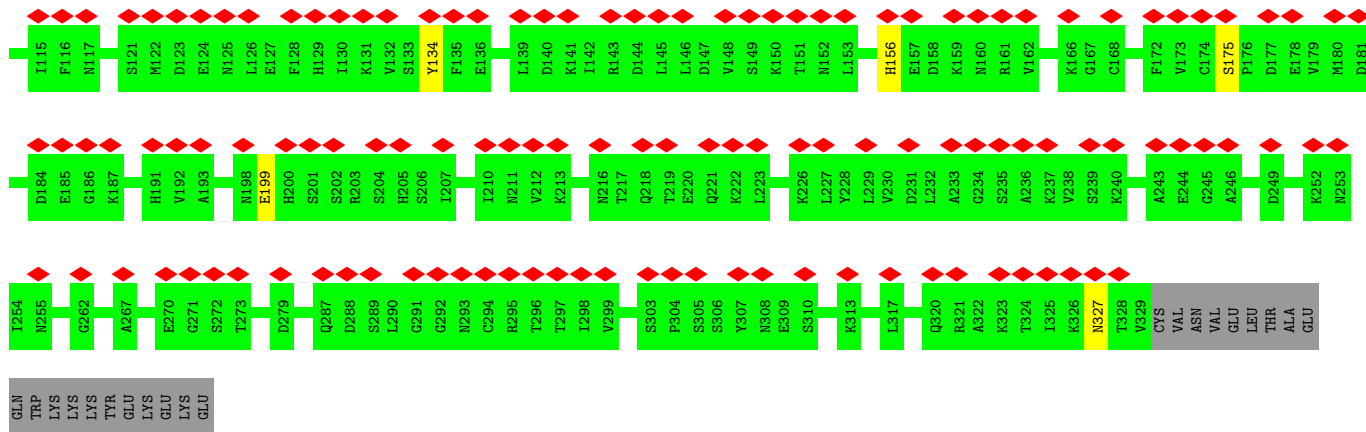 I115 F116 N117 S121 M122 D123 E124 N125 L126 E127 F128 H129 I130 K131 V132 S133 Y134 F135 E136 L139 D140 K141 I142 R143 D144 L145 L146 D147 V148 S149 K150 T151 N152 L153 H156 E157 D158 K159 N160 R161 V162 K166 G167 C168 F172 V173 C174 S175 P176 D177 E178 V179 M180 D181
D184 E185 G186 K187 H191 V192 A193 N198 E199 H200 S201 S202 R203 S204 H205 S206 I207 I210 N211 V212 K213 N216 T217 Q218 T219 E220 Q221 K222 L223 K226 L227 Y228 L229 V230 D231 L232 A233 G234 S235 A236 K237 V238 S239 K240 A243 E244 G245 A246 D249 K252 N253
I254 N255 G262 A267 E270 G271 S272 T273 D279 Q287 D288 S289 L290 G291 G292 N293 C294 R295 T296 T297 I298 V299 S303 P304 S305 S306 Y307 N308 E309 S310 K313 L317 Q320 R321 A322 K323 T324 I325 K326 N327 T328 V329 CYS VAL ASN VAL GLU LEU THR ALA GLU
GLN TRP LYS LYS LYS TYR GLU LYS GLU LYS GLU